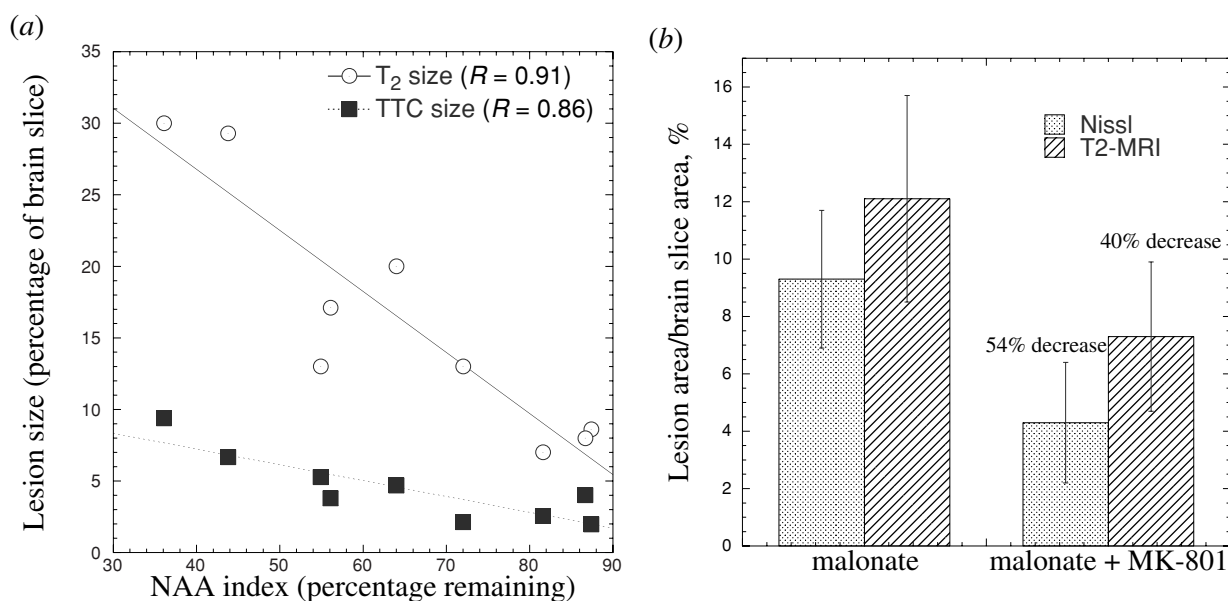 (a)
Lesion size (percentage of brain slice)
35
30
25
20
15
10
5
0
T2 size (R = 0.91)
TTC size (R = 0.86)
30 40 50 60 70 80 90
NAA index (percentage remaining)
(b)
Lesion area/brain slice area, %
16
14
12
10
8
6
4
2
0
Nissl
T2-MRI
40% decrease
54% decrease
malonate malonate + MK-801